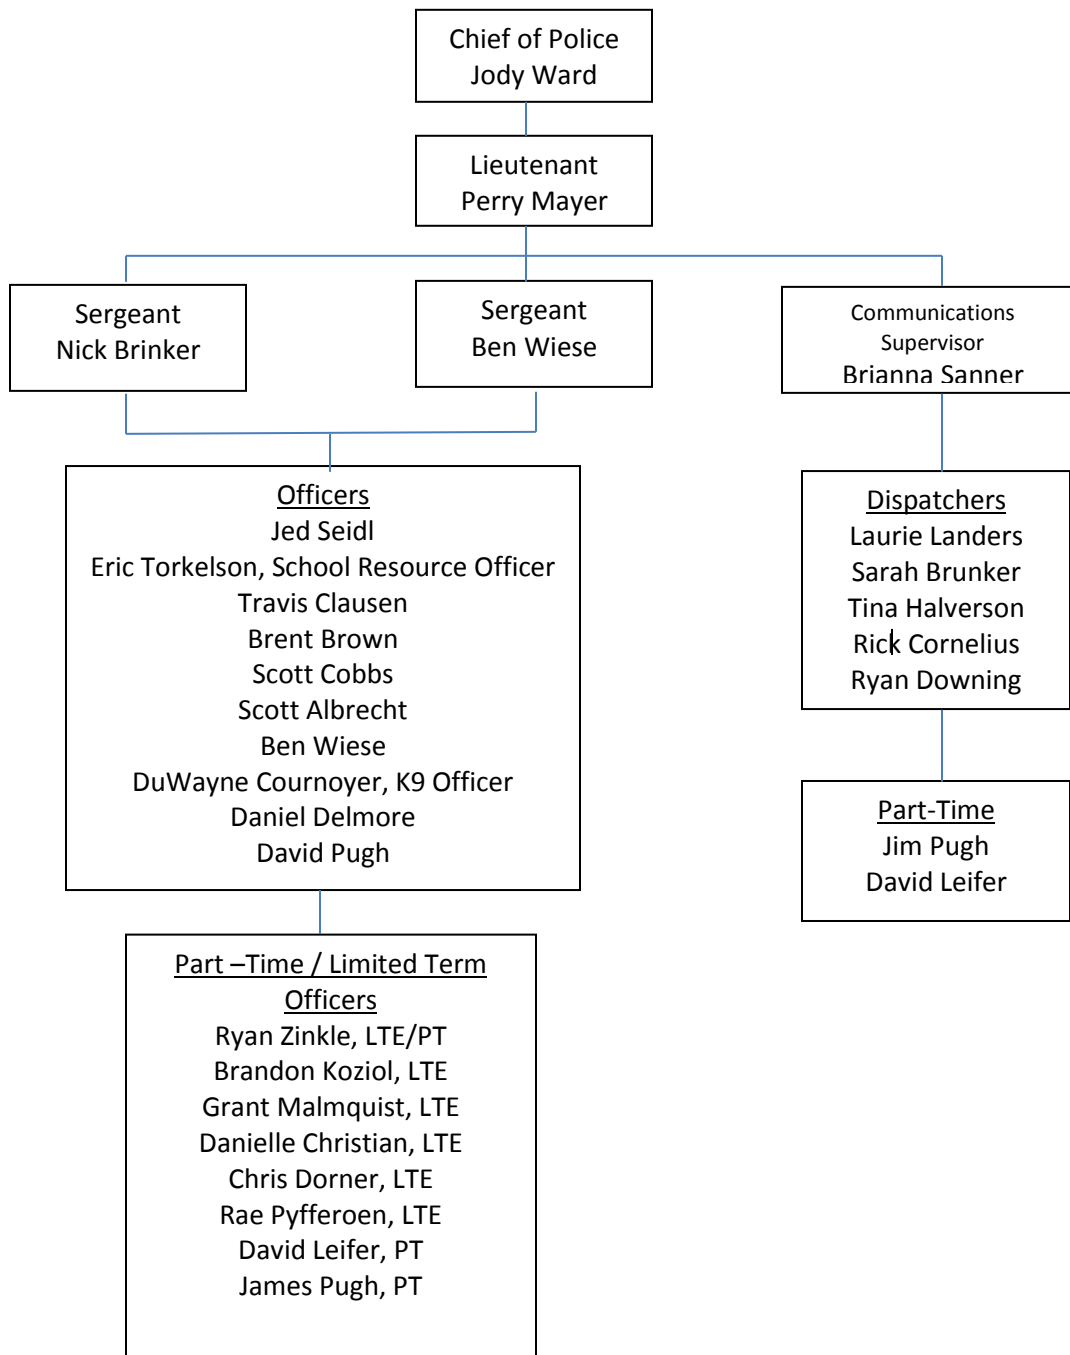 Chief of Police
Jody Ward
Lieutenant
Perry Mayer
Sergeant
Nick Brinker
Sergeant
Ben Wiese
Communications
Supervisor
Brianna Sanner
Officers
Jed Seidl
Eric Torkelson, School Resource Officer
Travis Clausen
Brent Brown
Scott Cobbs
Scott Albrecht
Ben Wiese
DuWayne Cournoyer, K9 Officer
Daniel Delmore
David Pugh
Dispatchers
Laurie Landers
Sarah Brunker
Tina Halverson
Rick Cornelius
Ryan Downing
Part-Time
Jim Pugh
David Leifer
Part –Time / Limited Term
Officers
Ryan Zinkle, LTE/PT
Brandon Koziol, LTE
Grant Malmquist, LTE
Danielle Christian, LTE
Chris Dorner, LTE
Rae Pyfferoen, LTE
David Leifer, PT
James Pugh, PT